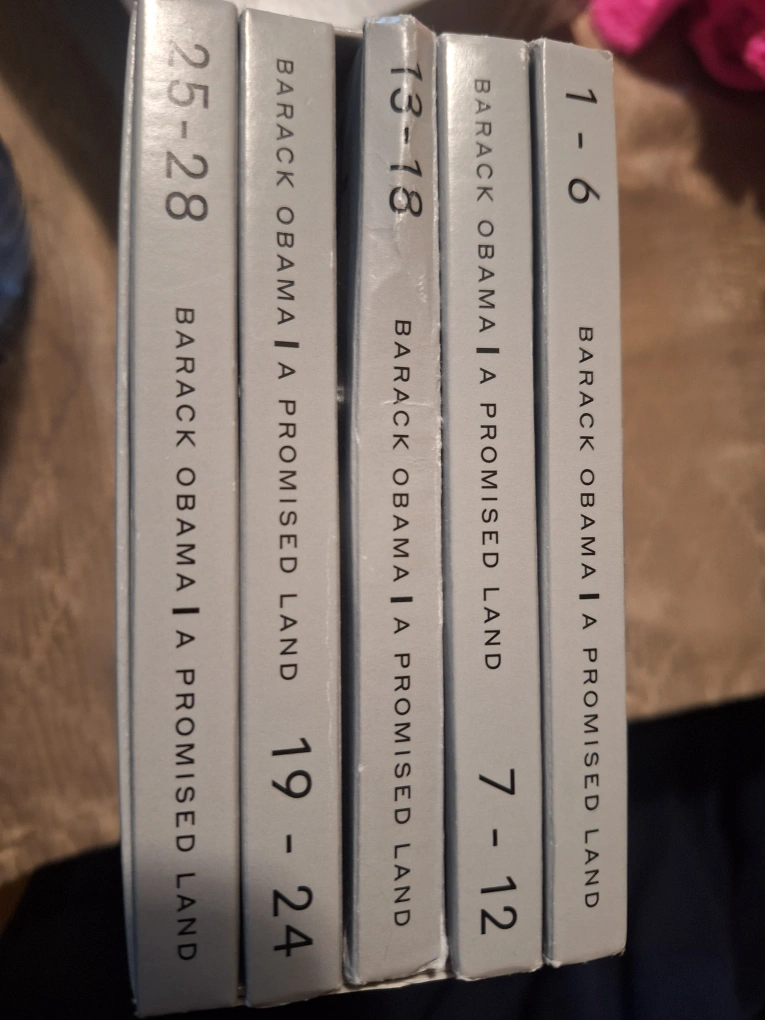 25-28 BARACK OBAMA | A PROMISED LAND
BARACK OBAMA | A PROMISED LAND 19 - 24
13-18 BARACK OBAMA | A PROMISED LAND
BARACK OBAMA | A PROMISED LAND 7 - 12
1 - 6 BARACK OBAMA | A PROMISED LAND